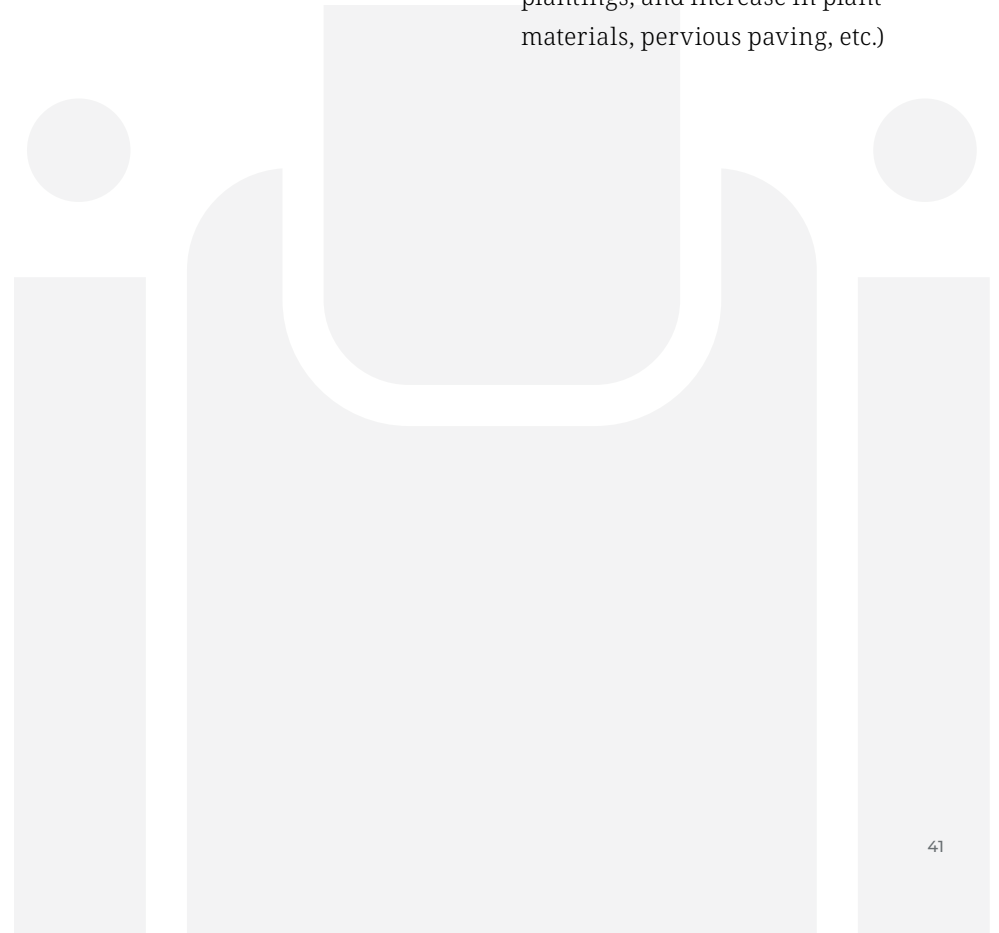 plantings, and increase in plant
materials, pervious paving, etc.)
41